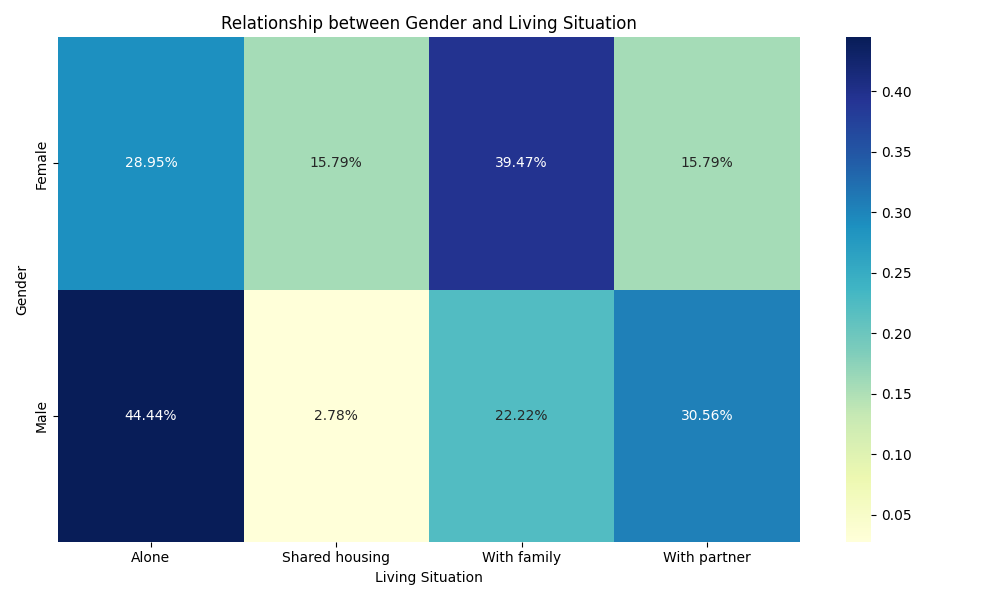 Relationship between Gender and Living Situation
Gender
Female
28.95%
15.79%
39.47%
15.79%
Male
44.44%
2.78%
22.22%
30.56%
Alone
Shared housing
With family
With partner
Living Situation
0.40
0.35
0.30
0.25
0.20
0.15
0.10
0.05